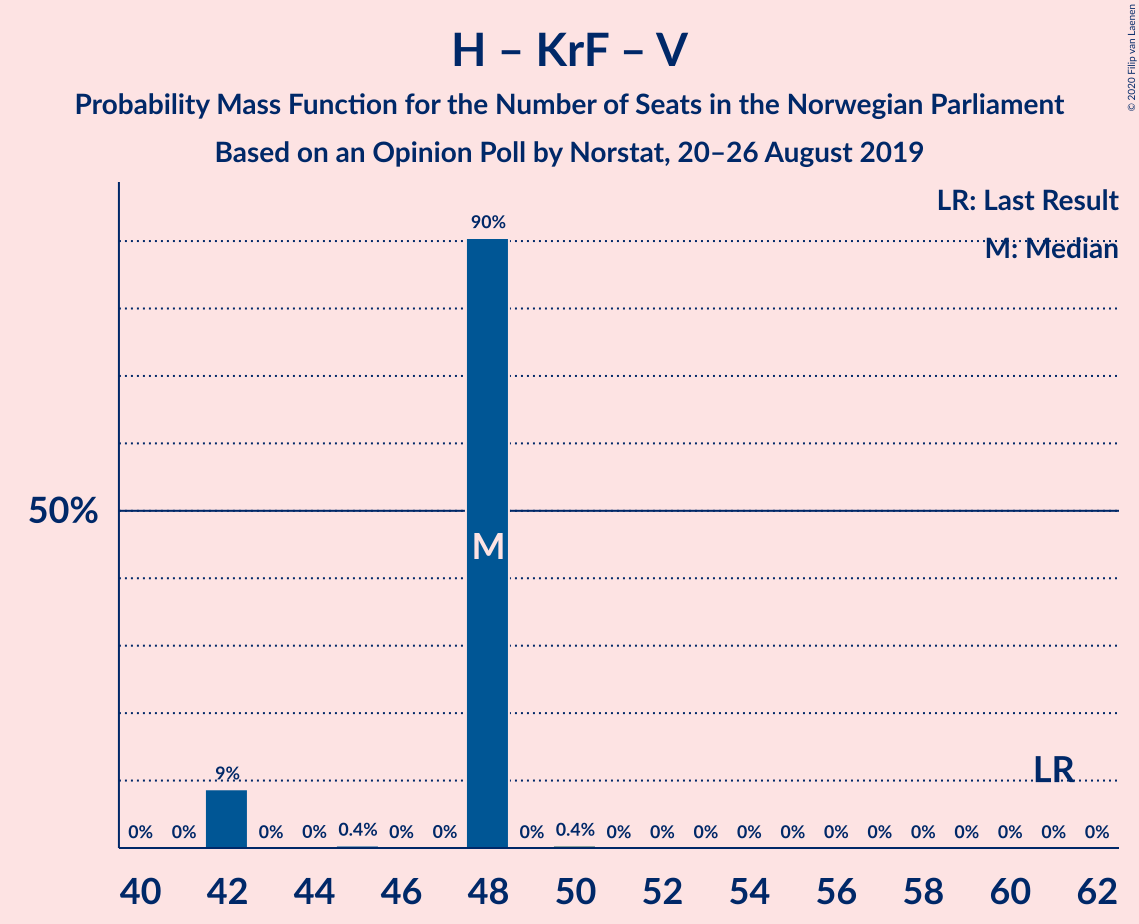 H – KrF – V
Probability Mass Function for the Number of Seats in the Norwegian Parliament
Based on an Opinion Poll by Norstat, 20–26 August 2019
© 2020 Filip van Laenen
LR: Last Result
M: Median
90%
50%
M
LR
9%
0% 0% 0% 0% 0.4% 0% 0% 0% 0.4% 0% 0% 0% 0% 0% 0% 0% 0% 0% 0% 0% 0%
40 42 44 46 48 50 52 54 56 58 60 62